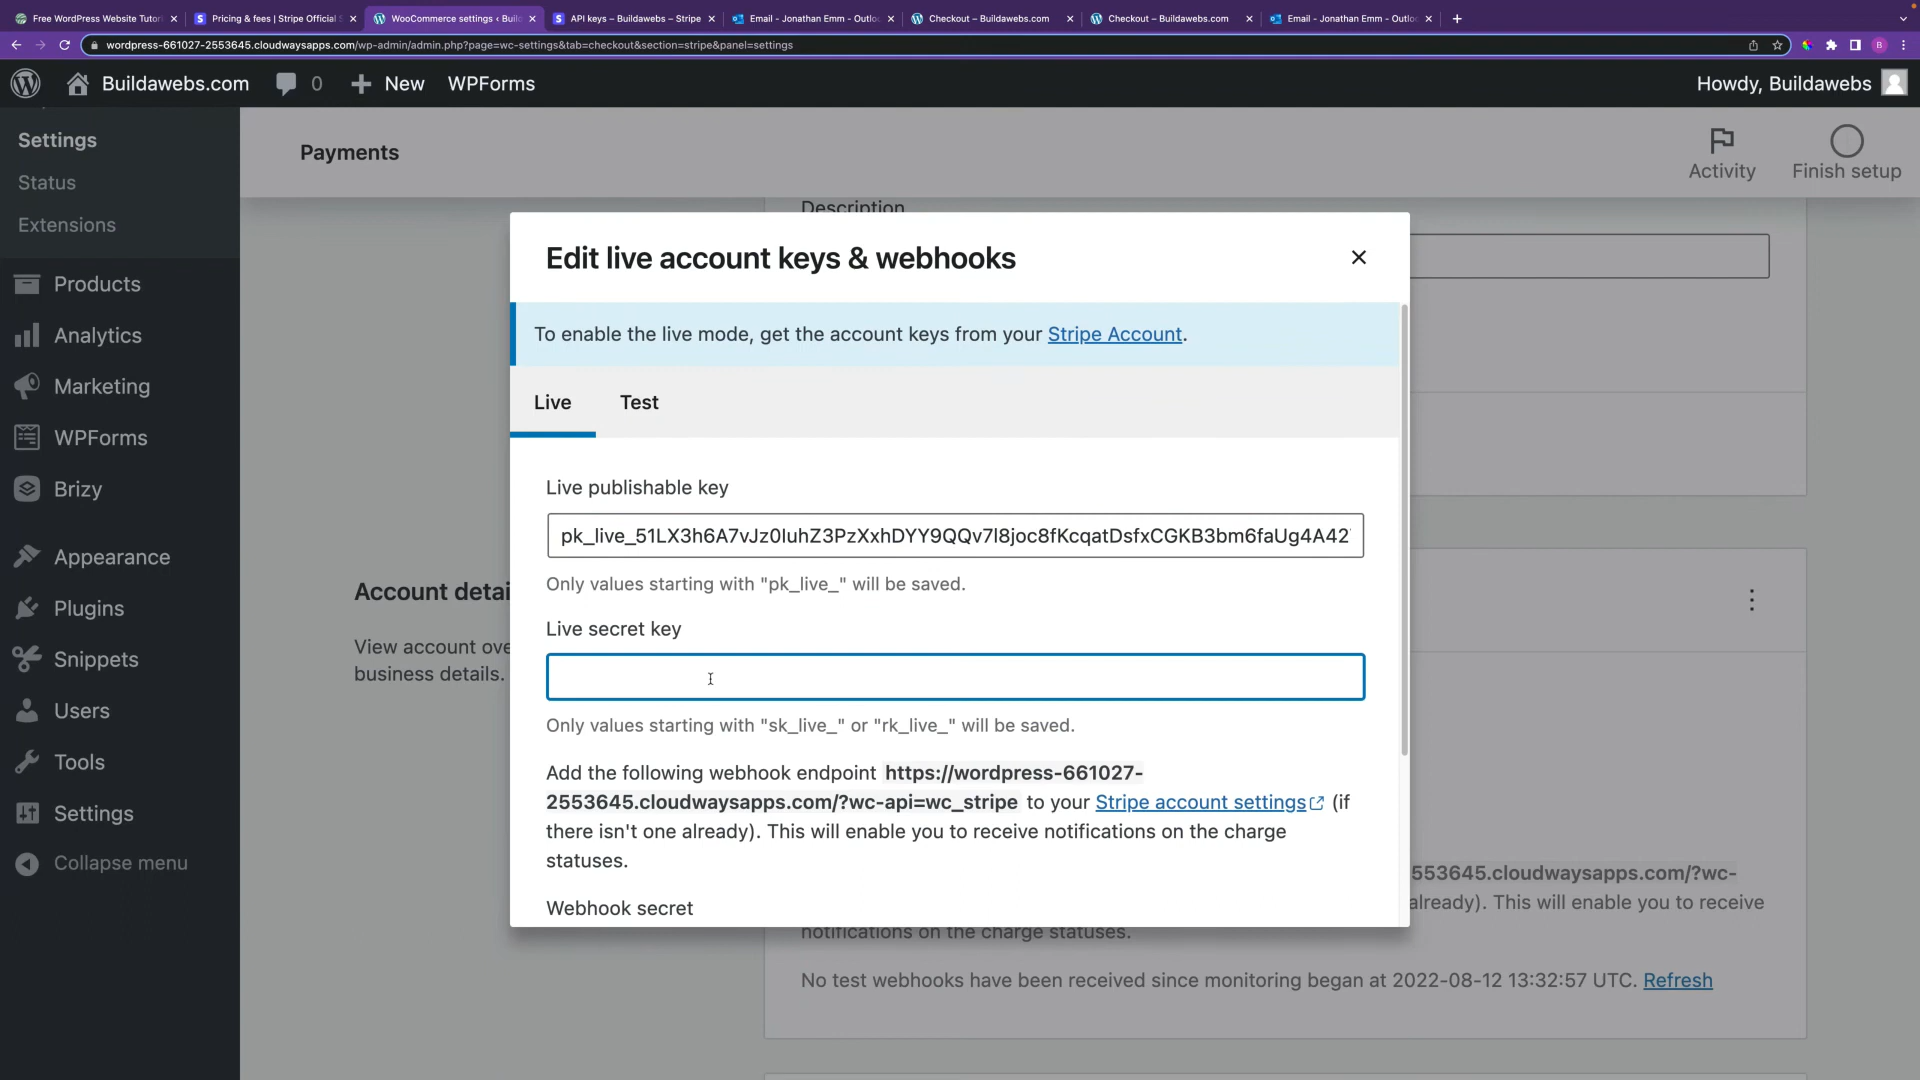 Free WordPress Website Tutori
Pricing & fees | Stripe Official S
WooCommerce settings ‹ Build
API keys – Buildawebs – Stripe
Email - Jonathan Emm - Outlo
Checkout – Buildawebs.com
Checkout – Buildawebs.com
Email - Jonathan Emm - Outlo
wordpress-661027-2553645.cloudwaysapps.com/wp-admin/admin.php?page=wc-settings&tab=checkout&section=stripe&panel=settings
B
Buildawebs.com
0
New
WPForms
Howdy, Buildawebs
Settings
Status
Extensions
Products
Analytics
Marketing
WPForms
Brizy
Appearance
Plugins
Snippets
Users
Tools
Settings
Collapse menu
Payments
Activity
Finish setup
Description
Edit live account keys & webhooks
To enable the live mode, get the account keys from your Stripe Account.
Live
Test
Live publishable key
pk_live_51LX3h6A7vJz0IuhZ3PzXxhDYY9QQv7l8joc8fKcqatDsfxCGKB3bm6faUg4A42
Only values starting with "pk_live_" will be saved.
Live secret key
Only values starting with "sk_live_" or "rk_live_" will be saved.
Add the following webhook endpoint https://wordpress-661027-
2553645.cloudwaysapps.com/?wc-api=wc_stripe to your Stripe account settings (if
there isn't one already). This will enable you to receive notifications on the charge
statuses.
Webhook secret
Account detai
View account ove
business details.
553645.cloudwaysapps.com/?wc-
already). This will enable you to receive
notifications on the charge statuses.
No test webhooks have been received since monitoring began at 2022-08-12 13:32:57 UTC. Refresh